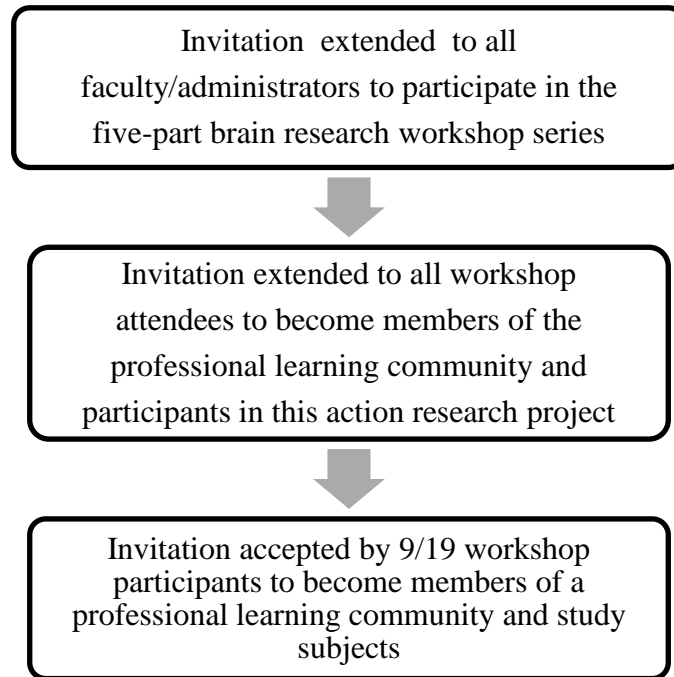 Invitation extended to all
faculty/administrators to participate in the
five-part brain research workshop series
Invitation extended to all workshop
attendees to become members of the
professional learning community and
participants in this action research project
Invitation accepted by 9/19 workshop
participants to become members of a
professional learning community and study
subjects